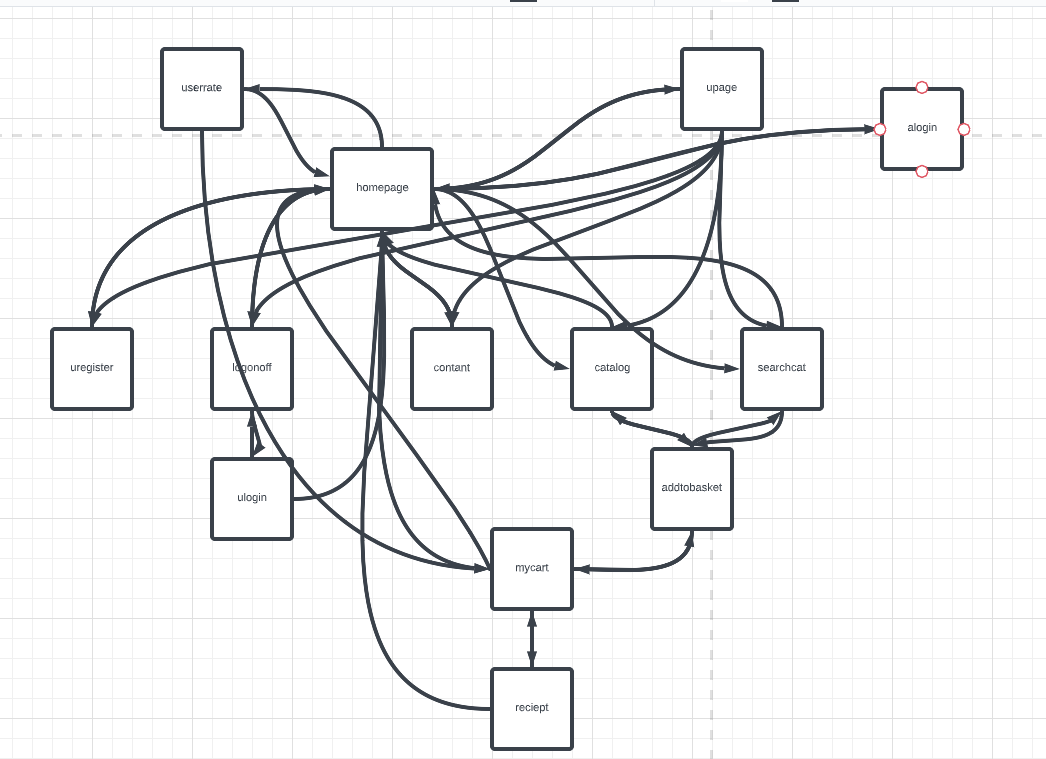 userrate
upage
alogin
homepage
uregister
logonoff
contant
catalog
searchcat
ulogin
addtobasket
mycart
reciept